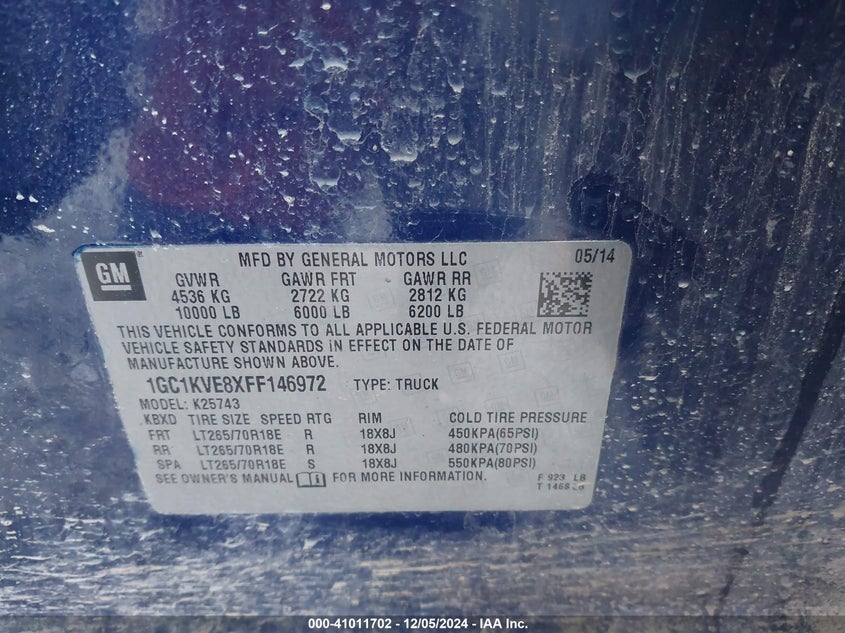 GM
MFD BY GENERAL MOTORS LLC 05/14
GVWR GAWR FRT GAWR RR
4536 KG 2722 KG 2812 KG
10000 LB 6000 LB 6200 LB
THIS VEHICLE CONFORMS TO ALL APPLICABLE U.S. FEDERAL MOTOR
VEHICLE SAFETY STANDARDS IN EFFECT ON THE DATE OF
MANUFACTURE SHOWN ABOVE.
1GC1KVE8XFF146972 TYPE: TRUCK
MODEL: K25743
KBXD TIRE SIZE SPEED RTG RIM COLD TIRE PRESSURE
FRT LT265/70R18E R 18X8J 450KPA(65PSI)
RR LT265/70R18E R 18X8J 480KPA(70PSI)
SPA LT265/70R18E S 18X8J 550KPA(80PSI)
SEE OWNER'S MANUAL FOR MORE INFORMATION.
F 923 LB
T 1468 LB
000-41011702 - 12/05/2024 - IAA Inc.